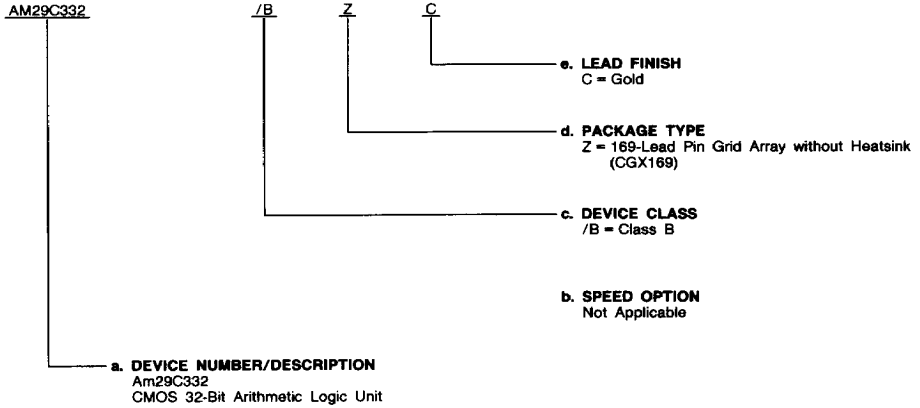 AM29C332 /B Z C
e. LEAD FINISH
C = Gold
d. PACKAGE TYPE
Z = 169-Lead Pin Grid Array without Heatsink
(CGX169)
c. DEVICE CLASS
/B = Class B
b. SPEED OPTION
Not Applicable
a. DEVICE NUMBER/DESCRIPTION
Am29C332
CMOS 32-Bit Arithmetic Logic Unit